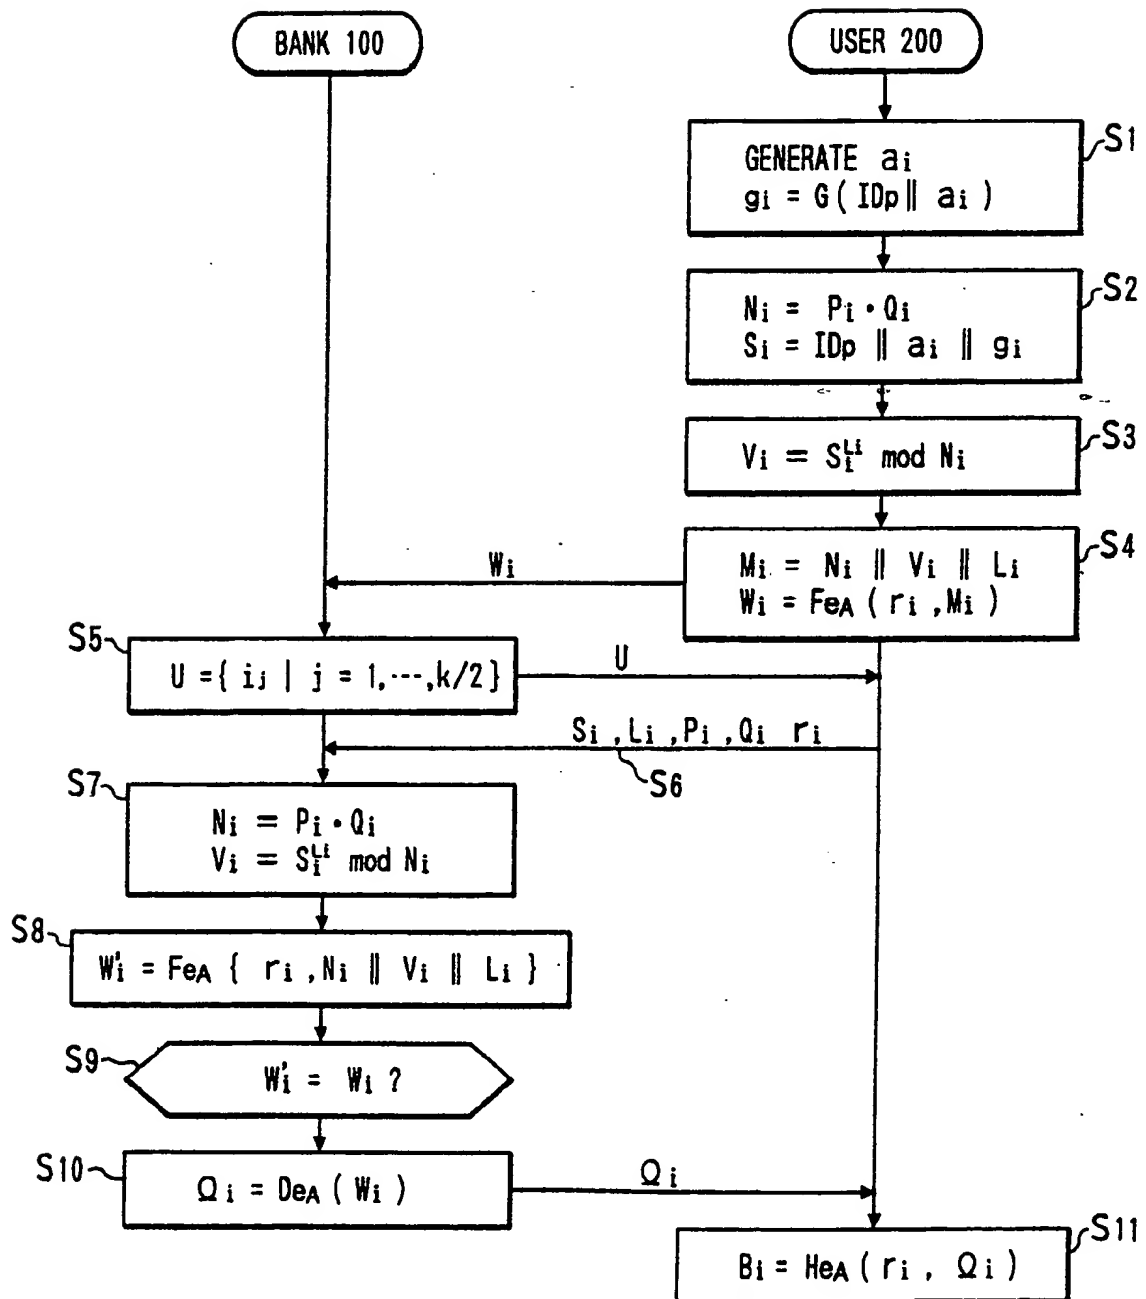 BANK 100
USER 200
S1
GENERATE ai
gi = G ( IDp ‖ ai )
S2
Ni = Pi · Qi
Si = IDp ‖ ai ‖ gi
S3
Vi = Si^Li mod Ni
S4
Mi = Ni ‖ Vi ‖ Li
Wi = FeA ( ri , Mi )
Wi
S5
U = { ij | j = 1, ···, k/2 }
U
Si , Li , Pi , Qi ri
S6
S7
Ni = Pi · Qi
Vi = Si^Li mod Ni
S8
W'i = FeA { ri , Ni ‖ Vi ‖ Li }
S9
W'i = Wi ?
S10
Ωi = DeA ( Wi )
Ωi
S11
Bi = HeA ( ri , Ωi )